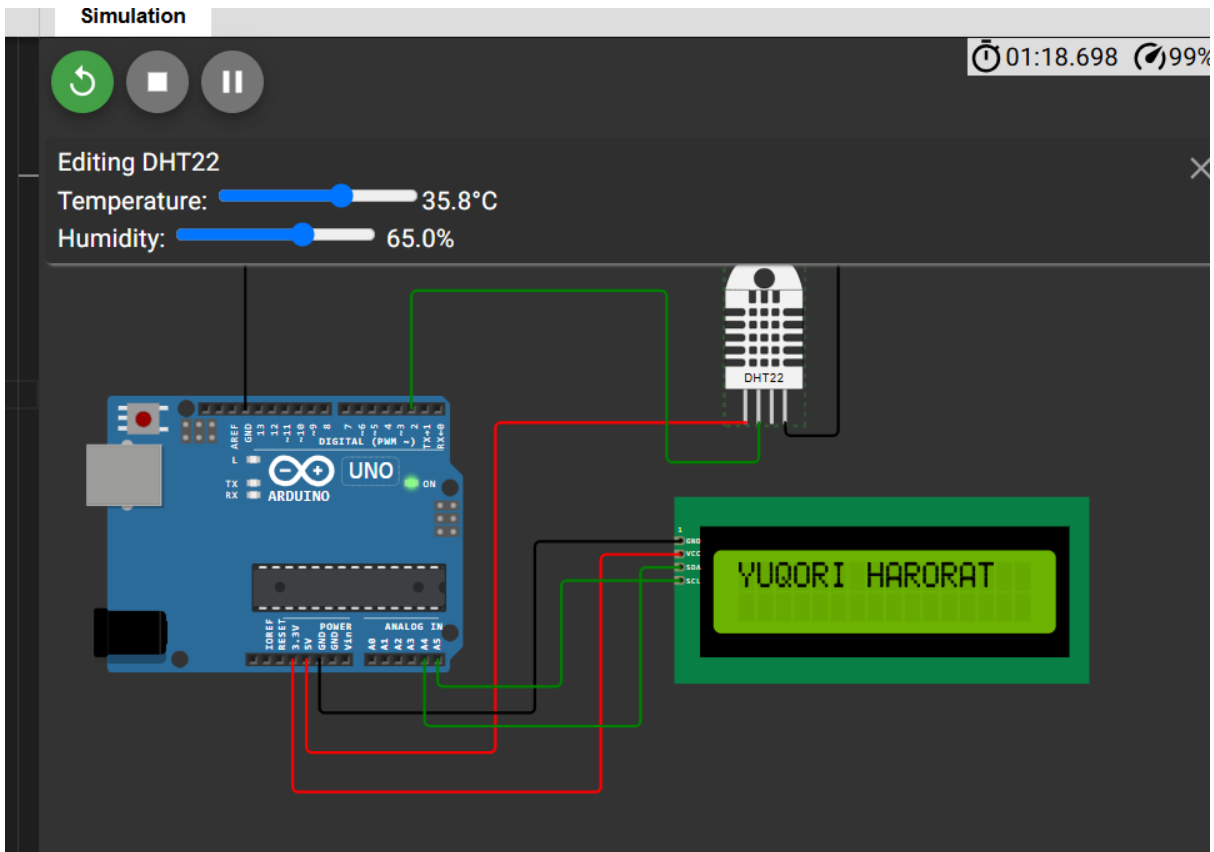 Simulation
01:18.698 99%
Editing DHT22
Temperature: 35.8°C
Humidity: 65.0%
DHT22
AREF
GND
13
12
~11
~10
~9
8
7
~6
~5
4
~3
2
TX→1
RX←0
DIGITAL (PWM ~)
L
TX
RX
UNO
ON
ARDUINO
1
GND
VCC
SDA
SCL
YUQORI HARORAT
POWER
ANALOG IN
IOREF
RESET
3.3V
5V
GND
GND
Vin
A0
A1
A2
A3
A4
A5